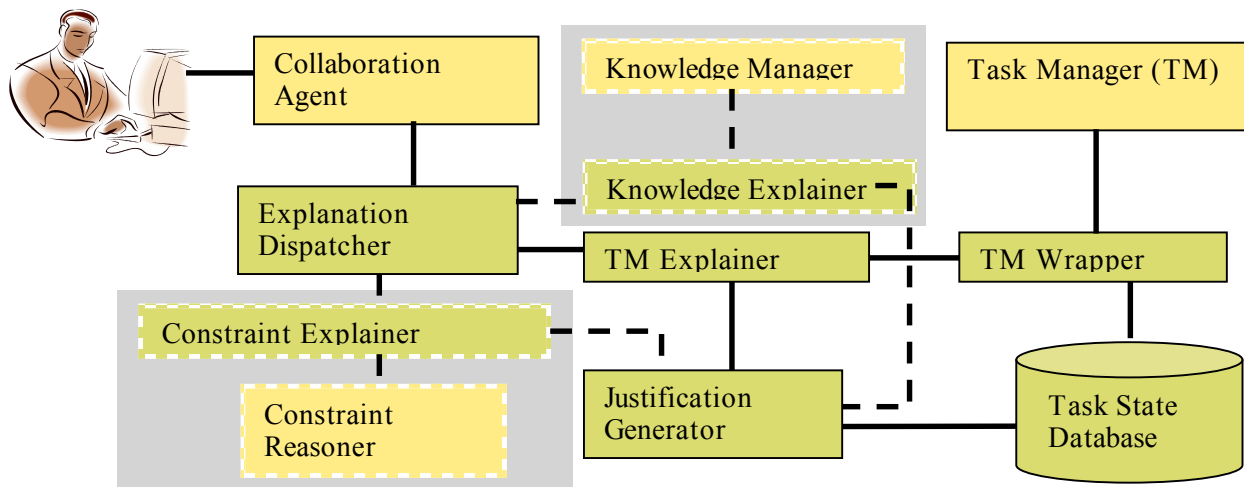 Collaboration
Agent
Knowledge Manager
Task Manager (TM)
Knowledge Explainer
Explanation
Dispatcher
TM Explainer
TM Wrapper
Constraint Explainer
Constraint
Reasoner
Justification
Generator
Task State
Database